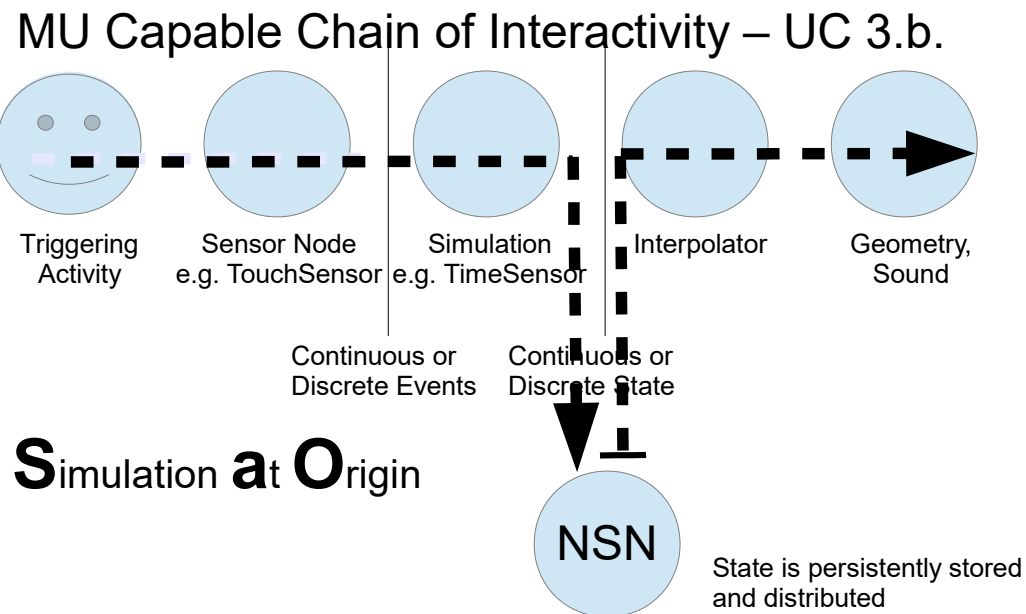 MU Capable Chain of Interactivity – UC 3.b.
Triggering
Activity
Sensor Node
e.g. TouchSensor
Simulation
e.g. TimeSensor
Interpolator
Geometry,
Sound
Continuous or
Discrete Events
Continuous or
Discrete State
Simulation at Origin
NSN
State is persistently stored
and distributed